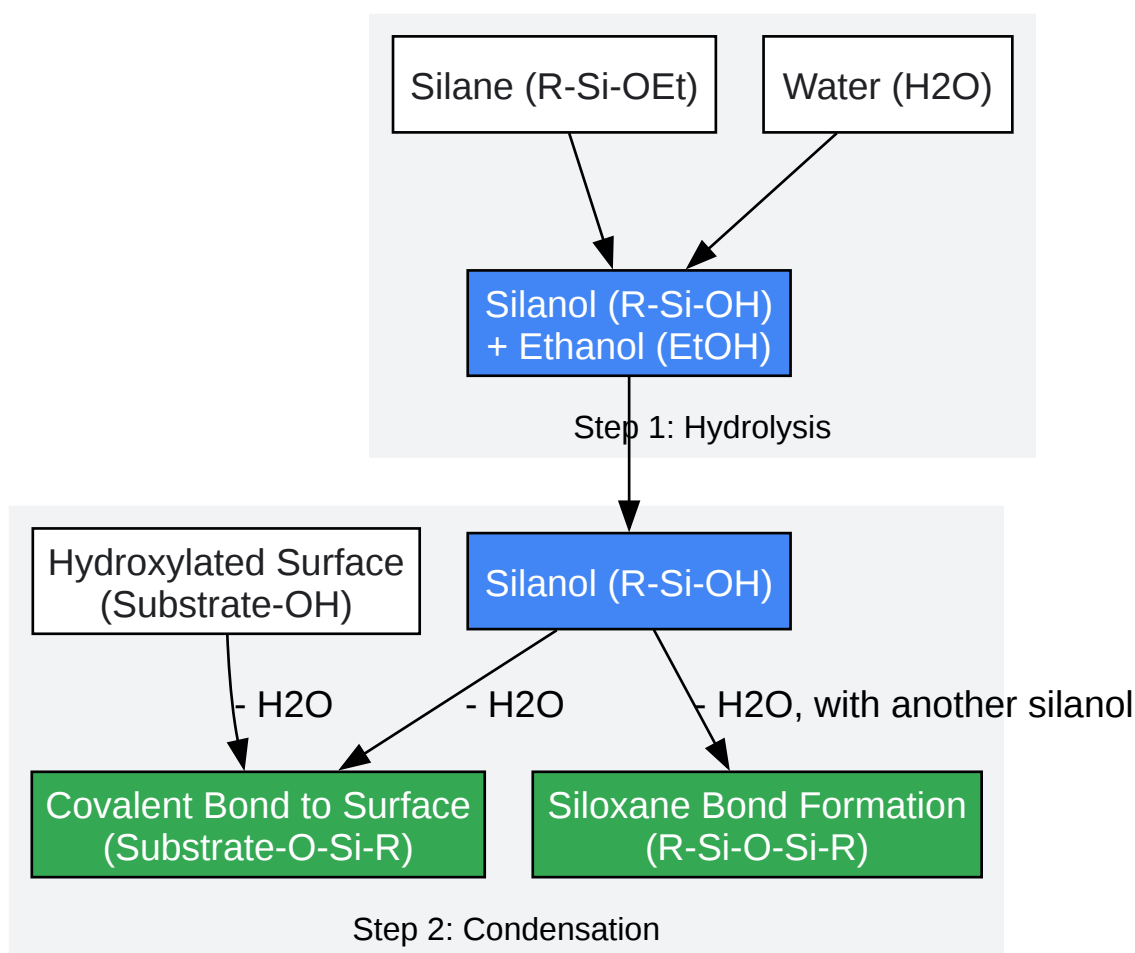 Silane (R-Si-OEt)
Water (H2O)
Silanol (R-Si-OH)
+ Ethanol (EtOH)
Step 1: Hydrolysis
Hydroxylated Surface
(Substrate-OH)
Silanol (R-Si-OH)
- H2O
- H2O
- H2O, with another silanol
Covalent Bond to Surface
(Substrate-O-Si-R)
Siloxane Bond Formation
(R-Si-O-Si-R)
Step 2: Condensation